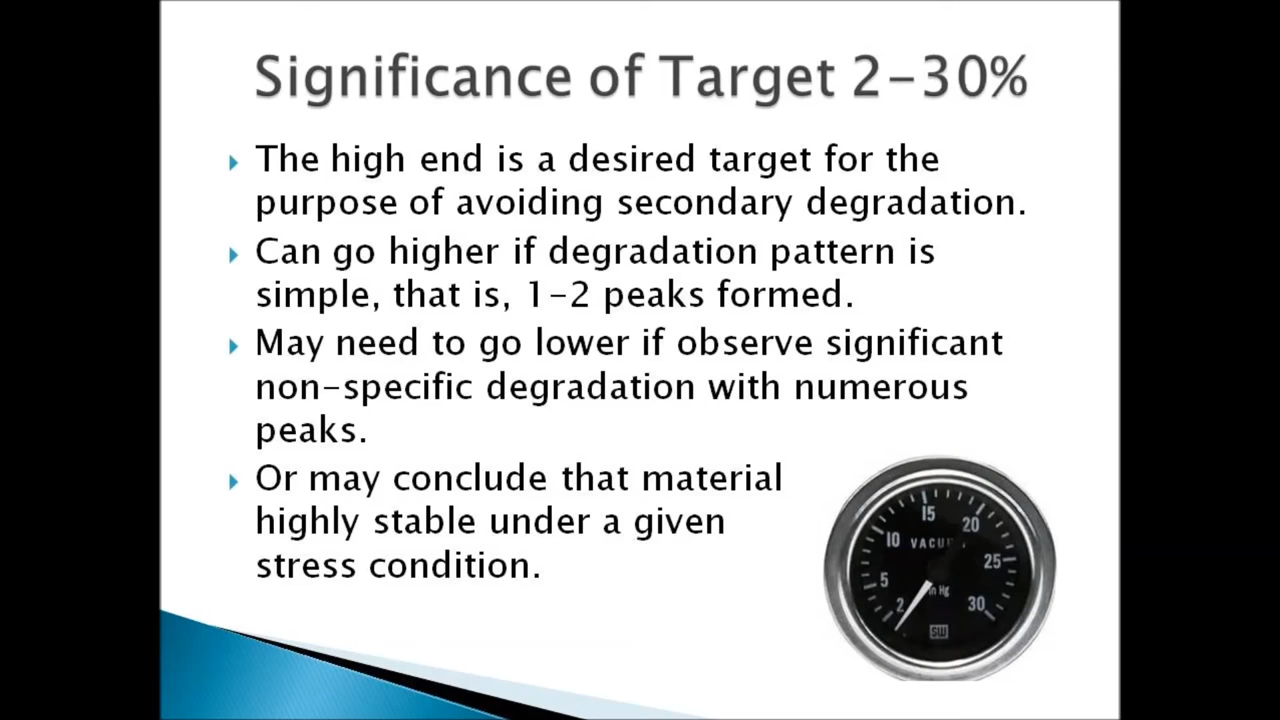 Significance of Target 2-30%
The high end is a desired target for the
purpose of avoiding secondary degradation.
Can go higher if degradation pattern is
simple, that is, 1-2 peaks formed.
May need to go lower if observe significant
non-specific degradation with numerous
peaks.
Or may conclude that material
highly stable under a given
stress condition.
15
20
10
25
5
In Hg
2
30
SW